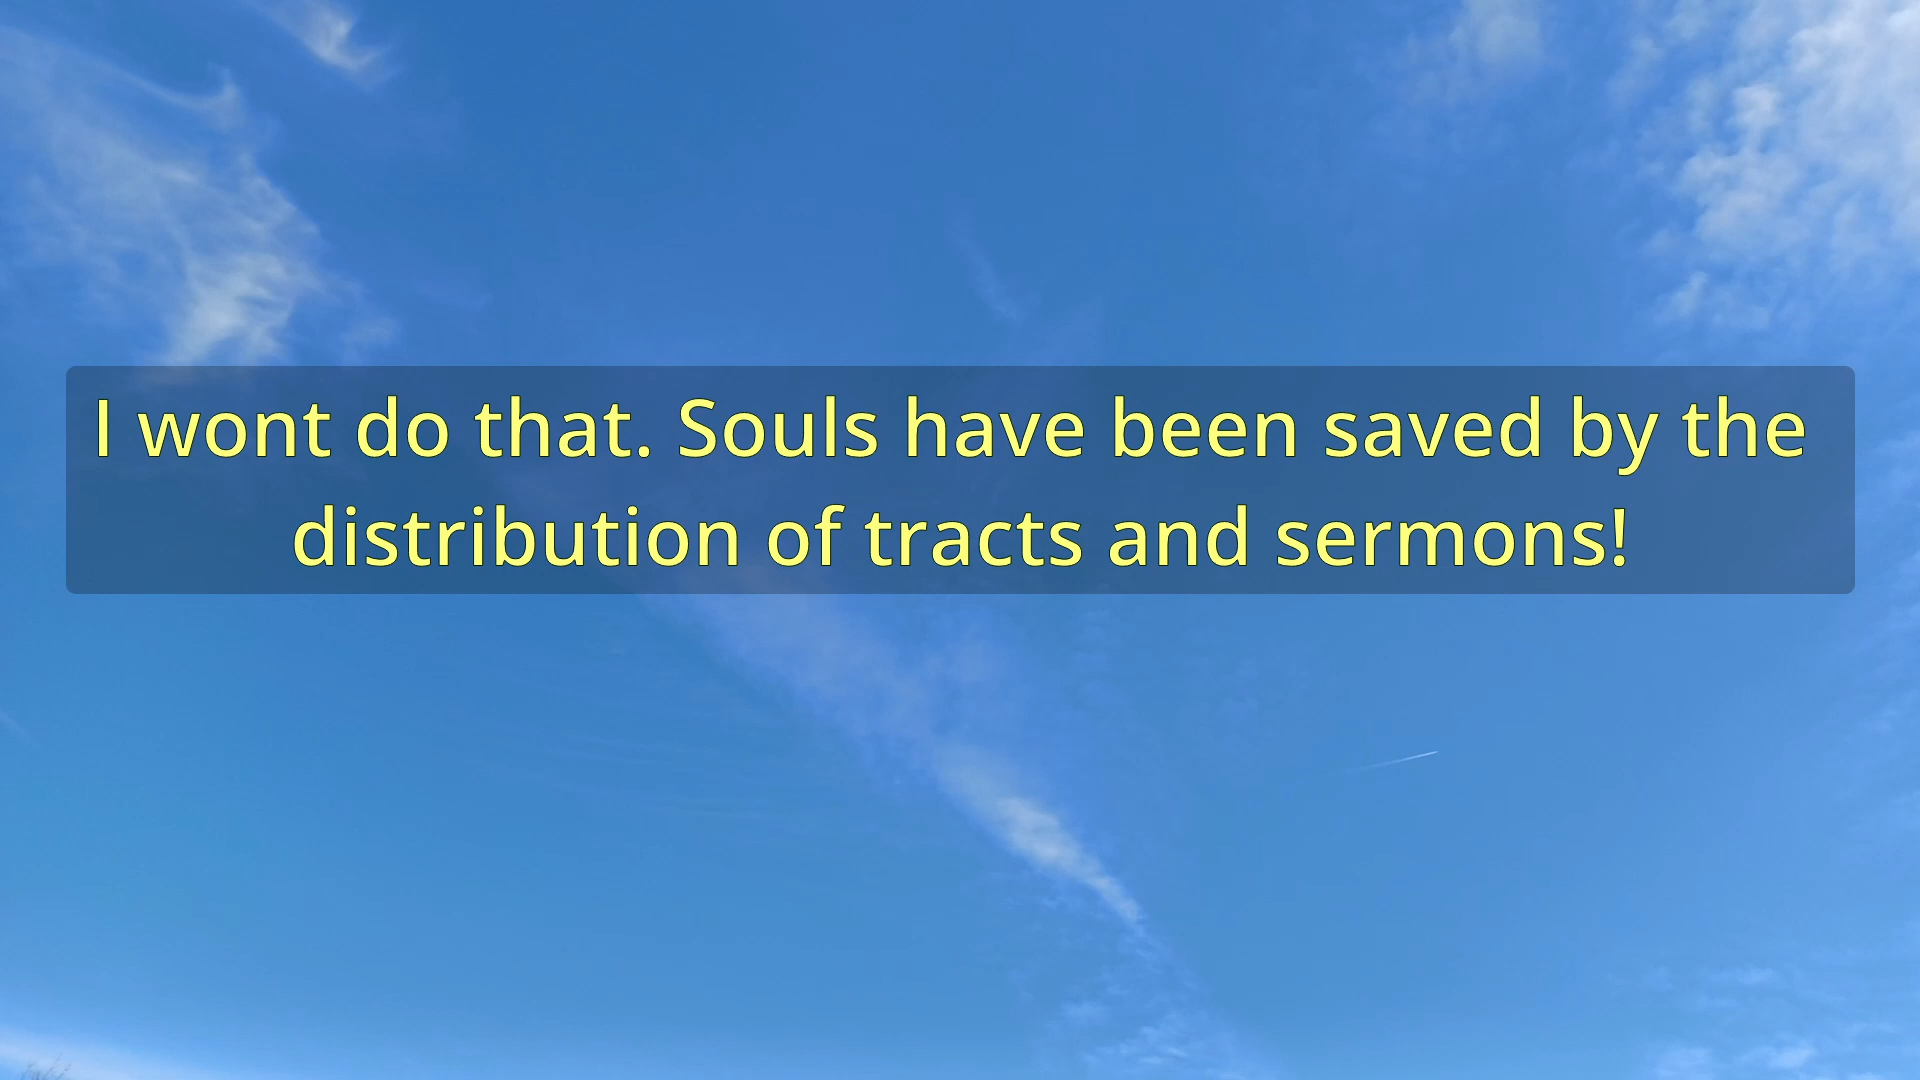 I wont do that. Souls have been saved by the
distribution of tracts and sermons!